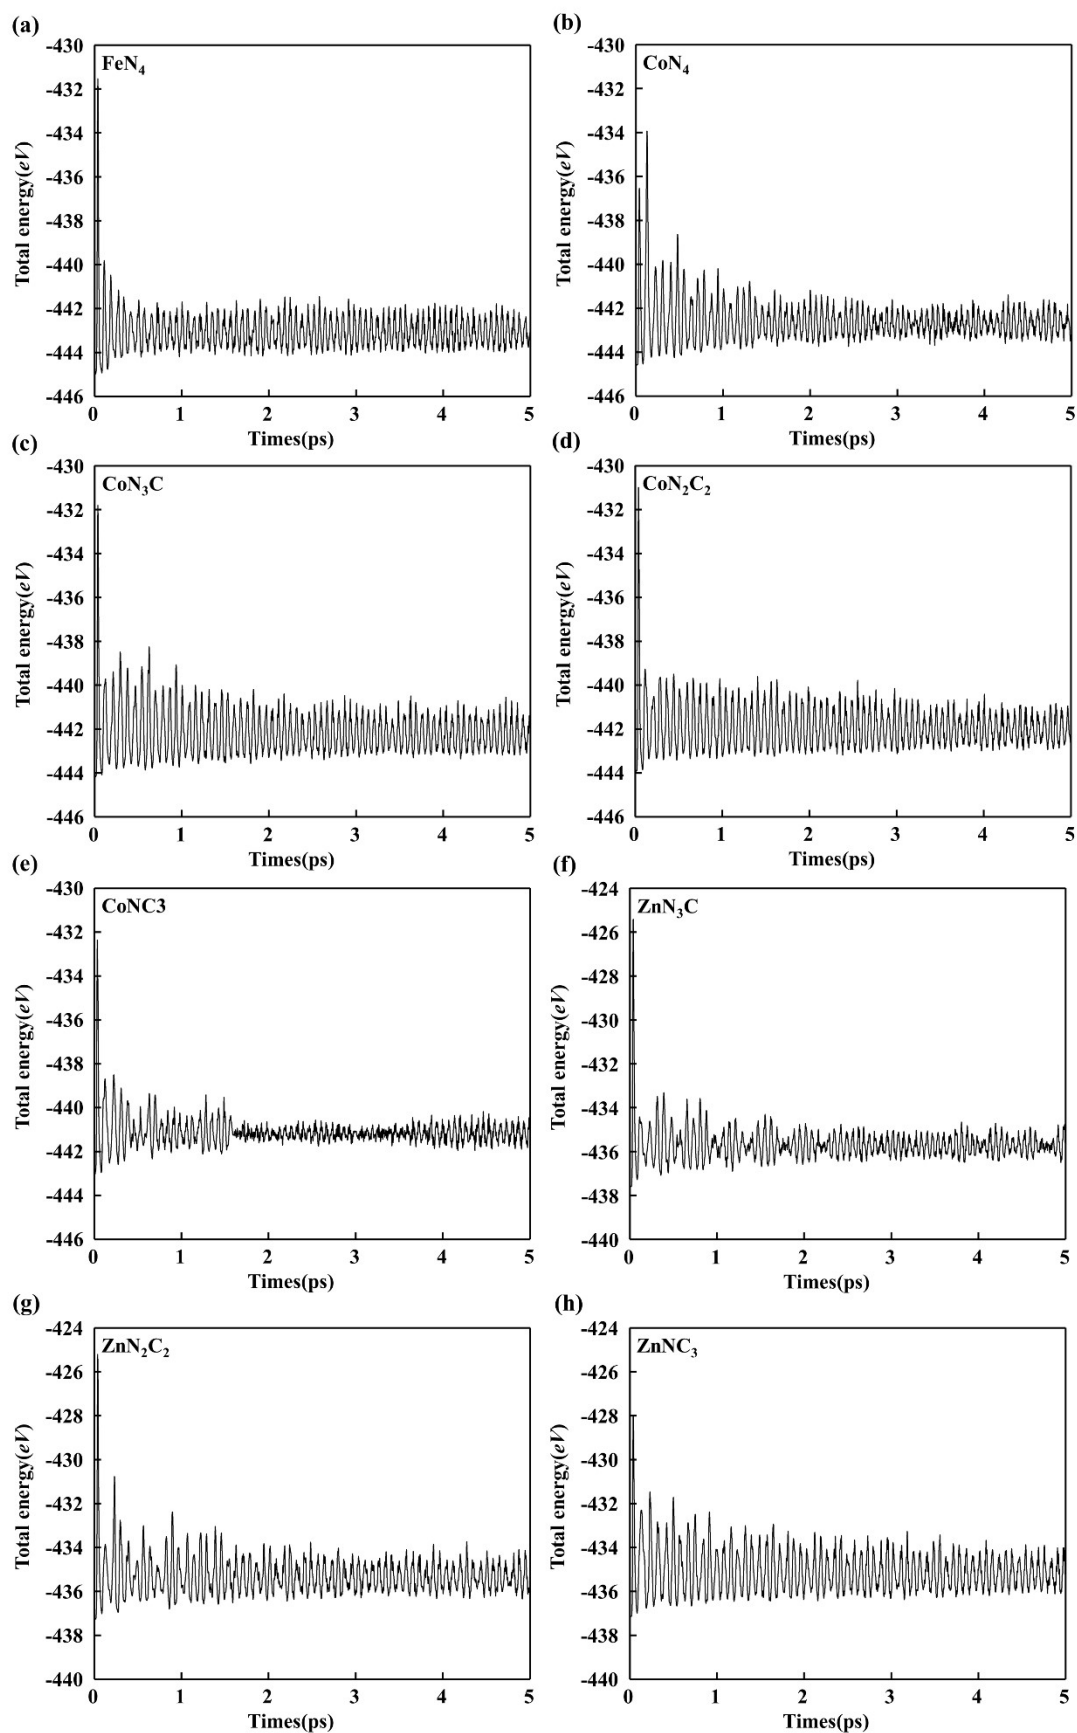 (a)
-430
FeN₄
-432
-434
-436
-438
-440
-442
-444
-446
Total energy(eV)
0 1 2 3 4 5
Times(ps)
(b)
-430
CoN₄
-432
-434
-436
-438
-440
-442
-444
-446
Total energy(eV)
0 1 2 3 4 5
Times(ps)
(c)
-430
CoN₃C
-432
-434
-436
-438
-440
-442
-444
-446
Total energy(eV)
0 1 2 3 4 5
Times(ps)
(d)
-430
CoN₂C₂
-432
-434
-436
-438
-440
-442
-444
-446
Total energy(eV)
0 1 2 3 4 5
Times(ps)
(e)
-430
CoNC3
-432
-434
-436
-438
-440
-442
-444
-446
Total energy(eV)
0 1 2 3 4 5
Times(ps)
(f)
-424
ZnN₃C
-426
-428
-430
-432
-434
-436
-438
-440
Total energy(eV)
0 1 2 3 4 5
Times(ps)
(g)
-424
ZnN₂C₂
-426
-428
-430
-432
-434
-436
-438
-440
Total energy(eV)
0 1 2 3 4 5
Times(ps)
(h)
-424
ZnNC₃
-426
-428
-430
-432
-434
-436
-438
-440
Total energy(eV)
0 1 2 3 4 5
Times(ps)